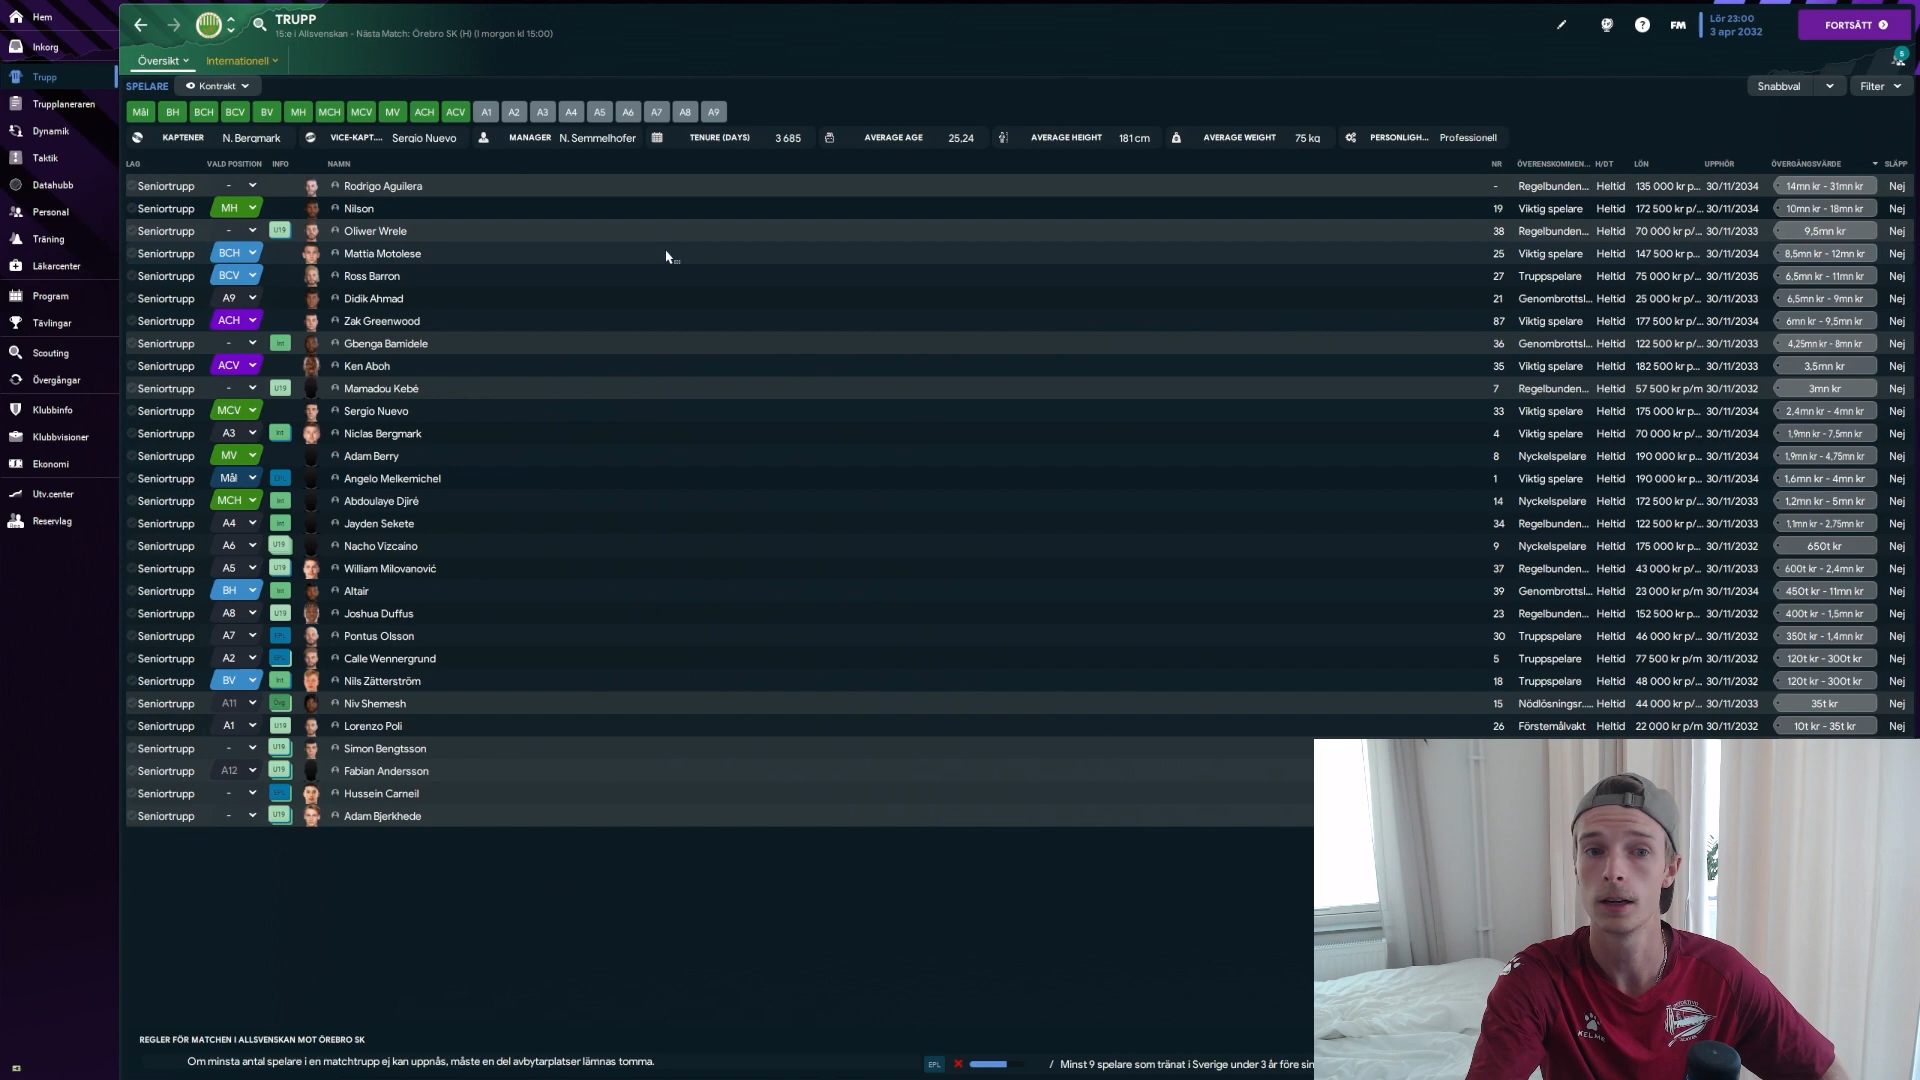 Hem
Inkorg
Trupp
Trupplaneraren
Dynamik
Taktik
Datahubb
Personal
Träning
Läkarcenter
Program
Tävlingar
Scouting
Övergångar
Klubbinfo
Klubbvisioner
Ekonomi
Utv.center
Reservlag
TRUPP
15:e i Allsvenskan - Nästa Match: Örebro SK (H) (I morgon kl 15:00)
FM
Lör 23:00
3 apr 2032
FORTSÄTT
5
Översikt Internationell
SPELARE Kontrakt Snabbval Filter
Mål BH BCH BCV BV MH MCH MCV MV ACH ACV A1 A2 A3 A4 A5 A6 A7 A8 A9
KAPTENER N. Bergmark VICE-KAPT.... Sergio Nuevo MANAGER N. Semmelhofer TENURE (DAYS) 3 685 AVERAGE AGE 25,24 AVERAGE HEIGHT 181 cm AVERAGE WEIGHT 75 kg PERSONLIGH... Professionell
LAG VALD POSITION INFO NAMN NR ÖVERENSKOMMEN... H/DT LÖN UPPHÖR ÖVERGÅNGSVÄRDE SLÄPP
Seniortrupp - Rodrigo Aguilera - Regelbunden... Heltid 135 000 kr p... 30/11/2034 14mn kr - 31mn kr Nej
Seniortrupp MH Nilson 19 Viktig spelare Heltid 172 500 kr p/... 30/11/2034 10mn kr - 18mn kr Nej
Seniortrupp - U19 Oliwer Wrele 38 Regelbunden... Heltid 70 000 kr p/... 30/11/2033 9,5mn kr Nej
Seniortrupp BCH Mattia Motolese 25 Viktig spelare Heltid 147 500 kr p... 30/11/2034 8,5mn kr - 12mn kr Nej
Seniortrupp BCV Ross Barron 27 Truppspelare Heltid 75 000 kr p/... 30/11/2035 6,5mn kr - 11mn kr Nej
Seniortrupp A9 Didik Ahmad 21 Genombrottsl... Heltid 25 000 kr p/... 30/11/2033 6,5mn kr - 9mn kr Nej
Seniortrupp ACH Zak Greenwood 87 Viktig spelare Heltid 177 500 kr p/... 30/11/2034 6mn kr - 9,5mn kr Nej
Seniortrupp - Int Gbenga Bamidele 36 Genombrottsl... Heltid 122 500 kr p/... 30/11/2033 4,25mn kr - 8mn kr Nej
Seniortrupp ACV Ken Aboh 35 Viktig spelare Heltid 182 500 kr p/... 30/11/2033 3,5mn kr Nej
Seniortrupp - U19 Mamadou Kebé 7 Regelbunden... Heltid 57 500 kr p/m 30/11/2032 3mn kr Nej
Seniortrupp MCV Sergio Nuevo 33 Viktig spelare Heltid 175 000 kr p... 30/11/2034 2,4mn kr - 4mn kr Nej
Seniortrupp A3 Int Niclas Bergmark 4 Viktig spelare Heltid 70 000 kr p/... 30/11/2034 1,9mn kr - 7,5mn kr Nej
Seniortrupp MV Adam Berry 8 Nyckelspelare Heltid 190 000 kr p... 30/11/2034 1,9mn kr - 4,75mn kr Nej
Seniortrupp Mål EPL Angelo Melkemichel 1 Viktig spelare Heltid 190 000 kr p... 30/11/2034 1,6mn kr - 4mn kr Nej
Seniortrupp MCH Int Abdoulaye Djiré 14 Nyckelspelare Heltid 172 500 kr p/... 30/11/2033 1,2mn kr - 5mn kr Nej
Seniortrupp A4 Int Jayden Sekete 34 Regelbunden... Heltid 122 500 kr p/... 30/11/2033 1,1mn kr - 2,75mn kr Nej
Seniortrupp A6 U19 Nacho Vizcaino 9 Nyckelspelare Heltid 175 000 kr p... 30/11/2032 650t kr Nej
Seniortrupp A5 U19 William Milovanović 37 Regelbunden... Heltid 43 000 kr p/... 30/11/2033 600t kr - 2,4mn kr Nej
Seniortrupp BH Int Altair 39 Genombrottsl... Heltid 23 000 kr p/m 30/11/2034 450t kr - 11mn kr Nej
Seniortrupp A8 U19 Joshua Duffus 23 Regelbunden... Heltid 152 500 kr p... 30/11/2032 400t kr - 1,5mn kr Nej
Seniortrupp A7 EPL Pontus Olsson 30 Truppspelare Heltid 46 000 kr p/... 30/11/2032 350t kr - 1,4mn kr Nej
Seniortrupp A2 EPL Calle Wennergrund 5 Truppspelare Heltid 77 500 kr p/m 30/11/2032 120t kr - 300t kr Nej
Seniortrupp BV Int Nils Zätterström 18 Truppspelare Heltid 48 000 kr p/... 30/11/2032 120t kr - 300t kr Nej
Seniortrupp A11 Ovg Niv Shemesh 15 Nödlösningsr..... Heltid 44 000 kr p/... 30/11/2033 35t kr Nej
Seniortrupp A1 U19 Lorenzo Poli 26 Förstemålvakt Heltid 22 000 kr p/m 30/11/2032 10t kr - 35t kr Nej
Seniortrupp - U19 Simon Bengtsson
Seniortrupp A12 U19 Fabian Andersson
Seniortrupp - EPL Hussein Carneil
Seniortrupp - U19 Adam Bjerkhede
REGLER FÖR MATCHEN I ALLSVENSKAN MOT ÖREBRO SK
Om minsta antal spelare i en matchtrupp ej kan uppnås, måste en del avbytarplatser lämnas tomma.
EPL / Minst 9 spelare som tränat i Sverige under 3 år före sin
KELME